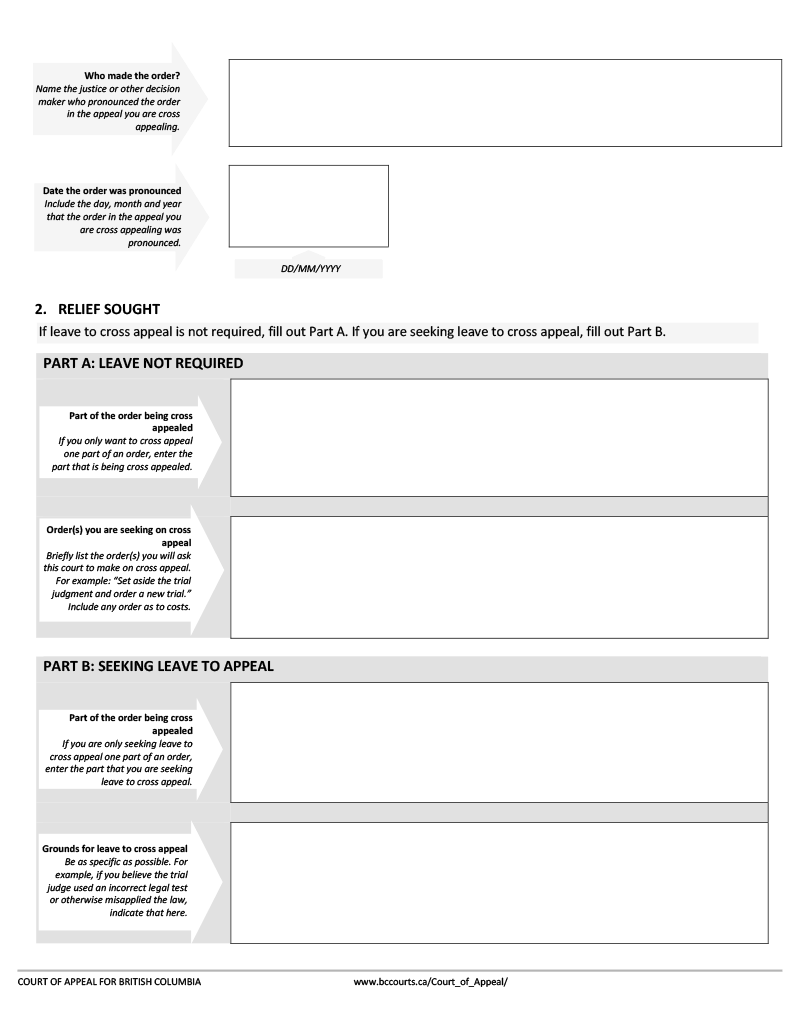 Who made the order?
Name the justice or other decision
maker who pronounced the order
in the appeal you are cross
appealing.
Date the order was pronounced
Include the day, month and year
that the order in the appeal you
are cross appealing was
pronounced.
DD/MM/YYYY
2. RELIEF SOUGHT
If leave to cross appeal is not required, fill out Part A. If you are seeking leave to cross appeal, fill out Part B.
PART A: LEAVE NOT REQUIRED
Part of the order being cross
appealed
If you only want to cross appeal
one part of an order, enter the
part that is being cross appealed.
Order(s) you are seeking on cross
appeal
Briefly list the order(s) you will ask
this court to make on cross appeal.
For example: “Set aside the trial
judgment and order a new trial.”
Include any order as to costs.
PART B: SEEKING LEAVE TO APPEAL
Part of the order being cross
appealed
If you are only seeking leave to
cross appeal one part of an order,
enter the part that you are seeking
leave to cross appeal.
Grounds for leave to cross appeal
Be as specific as possible. For
example, if you believe the trial
judge used an incorrect legal test
or otherwise misapplied the law,
indicate that here.
COURT OF APPEAL FOR BRITISH COLUMBIA www.bccourts.ca/Court_of_Appeal/